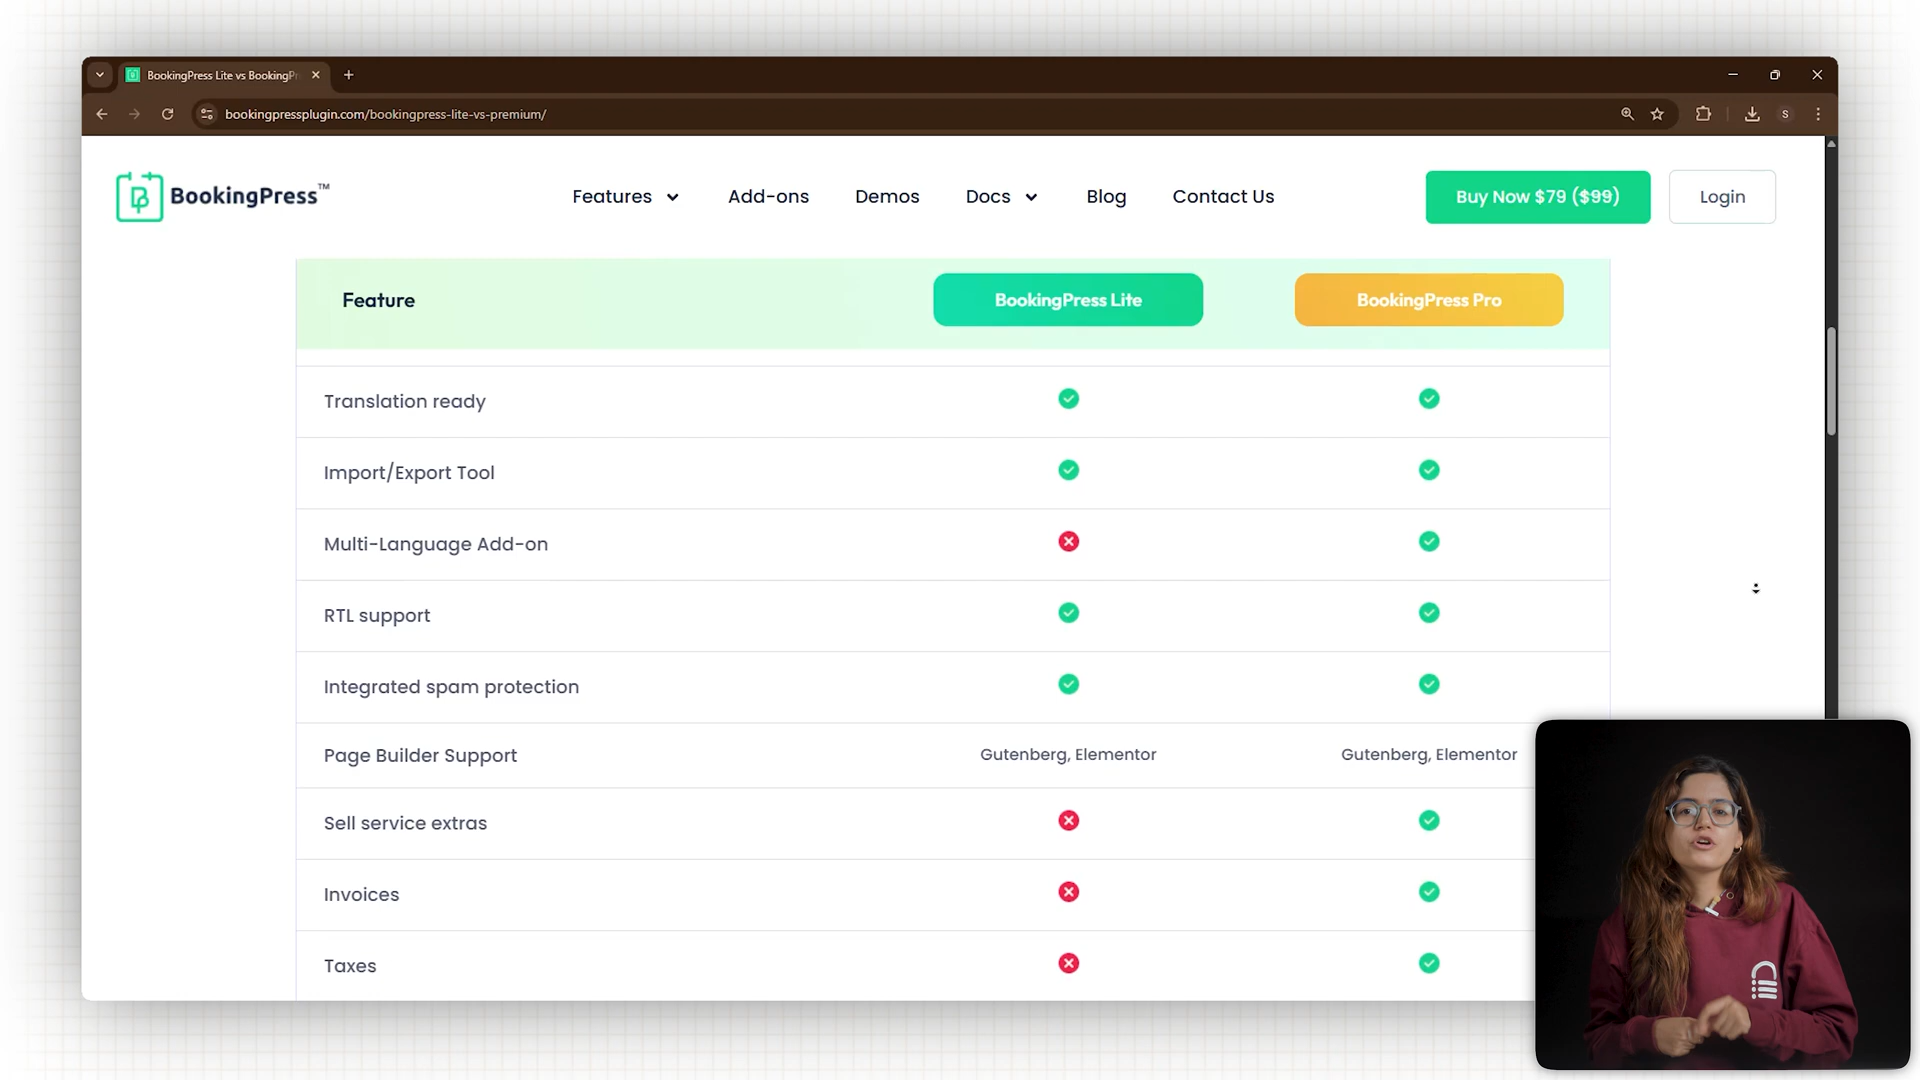 BookingPress Lite vs BookingPr
bookingpressplugin.com/bookingpress-lite-vs-premium/
S
BookingPress™
Features
Add-ons
Demos
Docs
Blog
Contact Us
Buy Now $79 ($99)
Login
Feature
BookingPress Lite
BookingPress Pro
Translation ready
Import/Export Tool
Multi-Language Add-on
RTL support
Integrated spam protection
Page Builder Support
Gutenberg, Elementor
Gutenberg, Elementor
Sell service extras
Invoices
Taxes